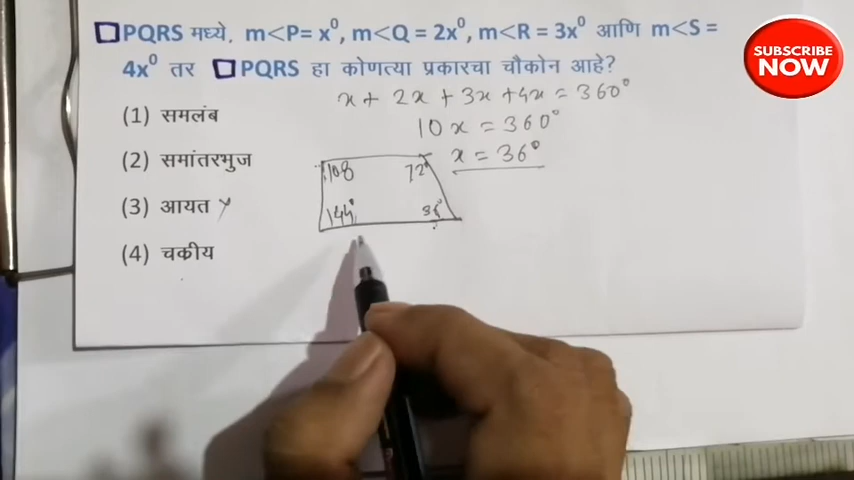 □PQRS मध्ये, m<P= x⁰, m<Q = 2x⁰, m<R = 3x⁰ आणि m<S =
4x⁰ तर □PQRS हा कोणत्या प्रकारचा चौकोन आहे?
SUBSCRIBE
NOW
x + 2x + 3x + 4x = 360°
(1) समलंब
10x = 360°
(2) समांतरभुज
x = 36°
108 72°
(3) आयत
144° 36°
(4) चकीय